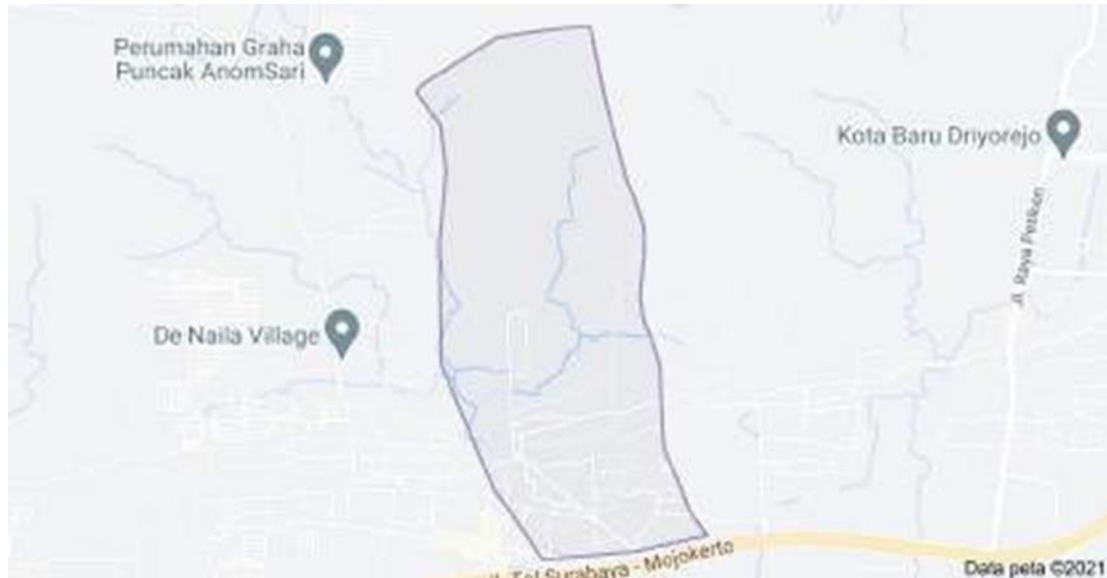 Perumahan Graha
Puncak AnomSari
Kota Baru Driyorejo
Jl. Raya Petiken
De Naila Village
Tol Surabaya - Mojokerto
Data peta ©2021